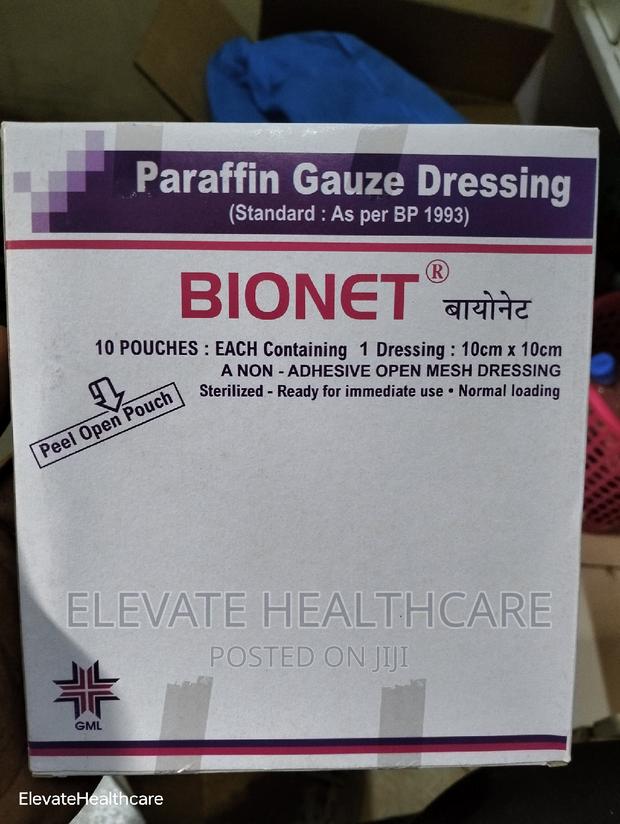 Paraffin Gauze Dressing
(Standard : As per BP 1993)
BIONET®
बायोनेट
10 POUCHES : EACH Containing 1 Dressing : 10cm x 10cm
A NON - ADHESIVE OPEN MESH DRESSING
Sterilized - Ready for immediate use • Normal loading
Peel Open Pouch
ELEVATE HEALTHCARE
POSTED ON JIJI
GML
ElevateHealthcare